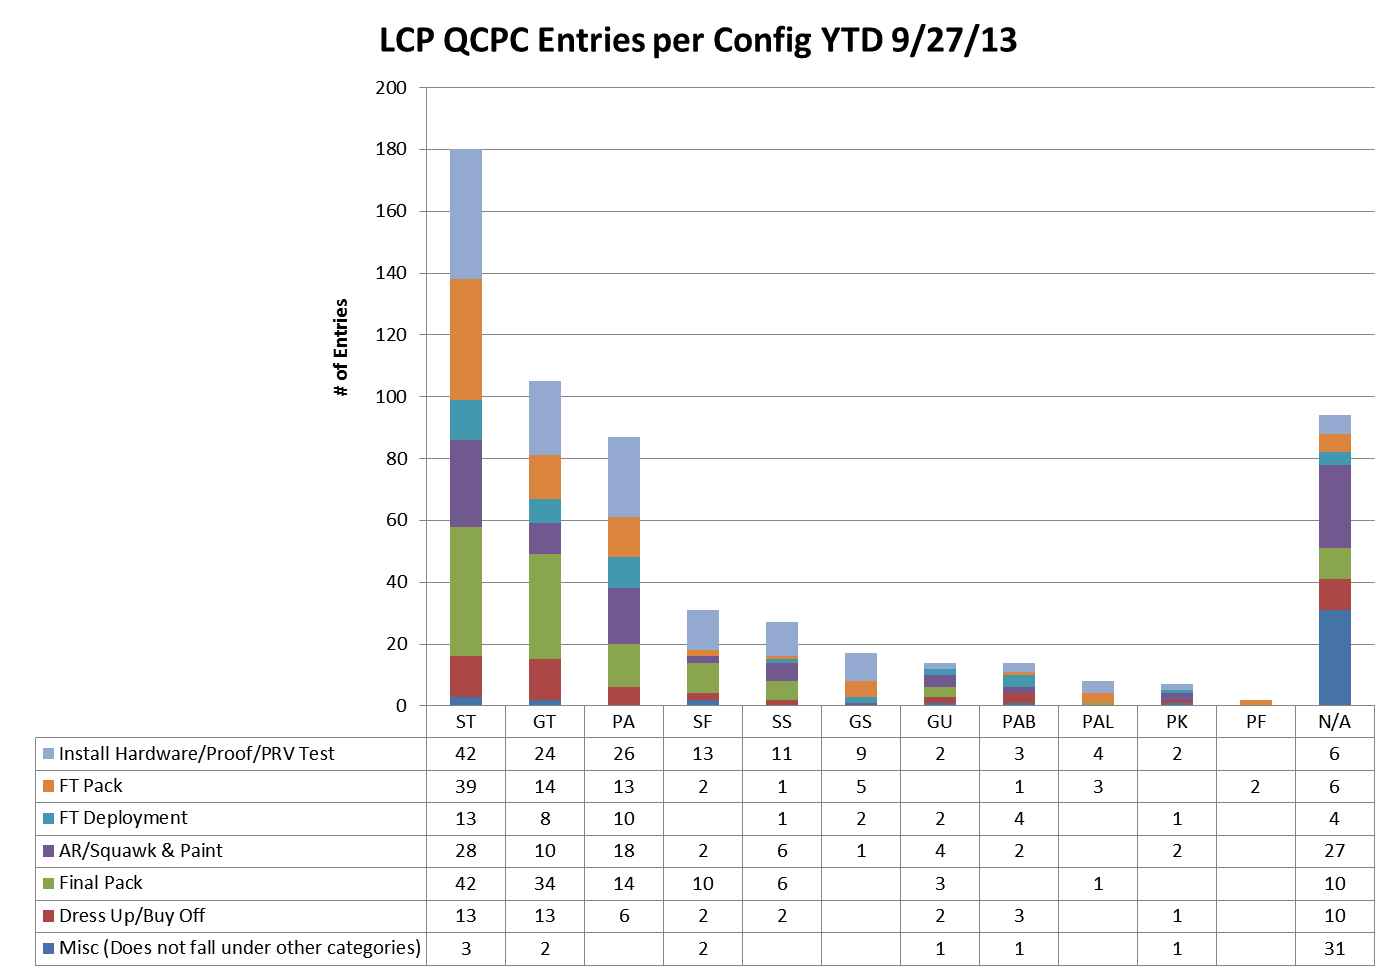 LCP QCPC Entries per Config YTD 9/27/13
# of Entries
200
180
160
140
120
100
80
60
40
20
0
ST GT PA SF SS GS GU PAB PAL PK PF N/A
Install Hardware/Proof/PRV Test 42 24 26 13 11 9 2 3 4 2 6
FT Pack 39 14 13 2 1 5 1 3 2 6
FT Deployment 13 8 10 1 2 2 4 1 4
AR/Squawk & Paint 28 10 18 2 6 1 4 2 2 27
Final Pack 42 34 14 10 6 3 1 10
Dress Up/Buy Off 13 13 6 2 2 2 3 1 10
Misc (Does not fall under other categories) 3 2 2 1 1 1 31